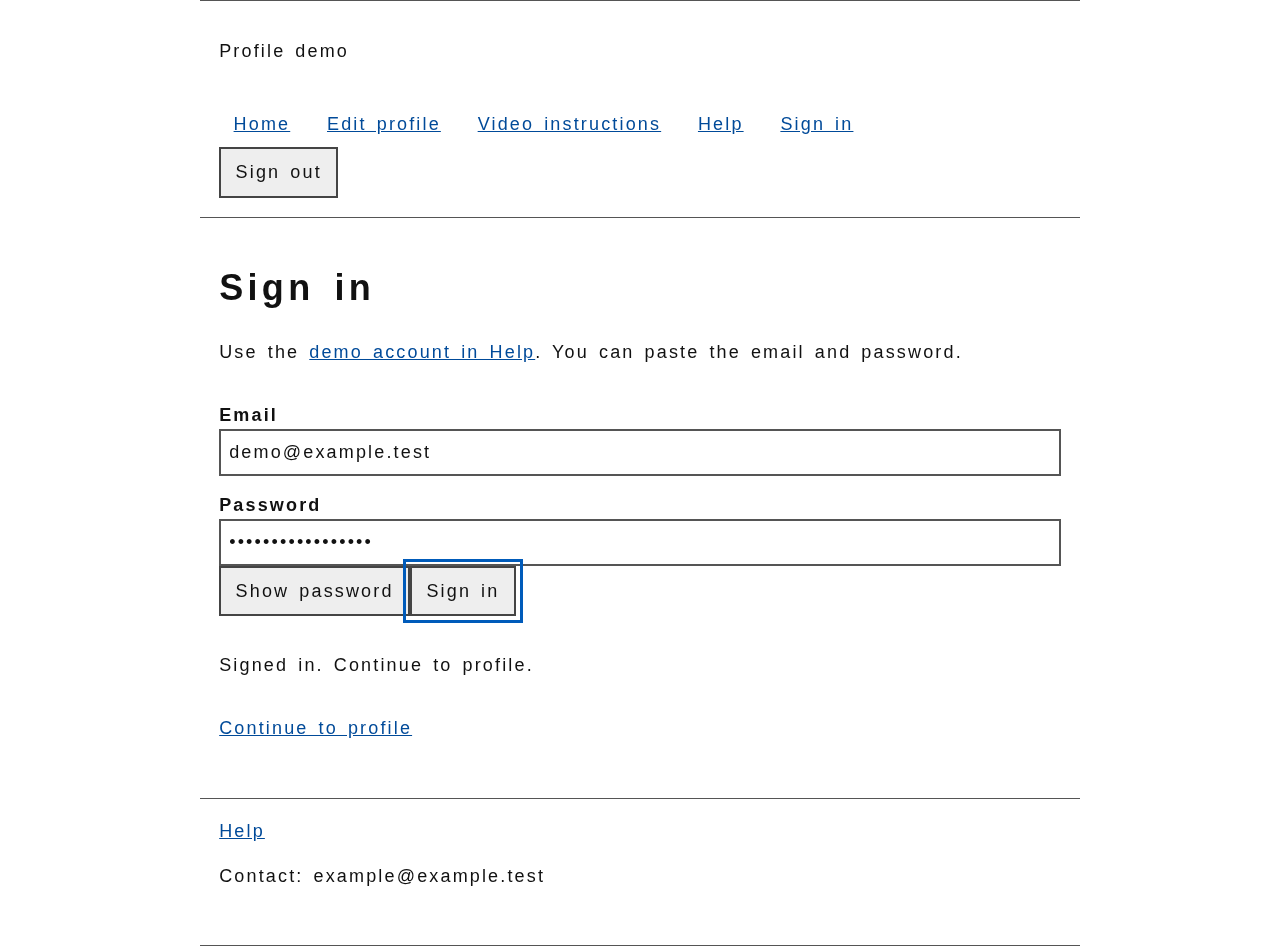 Profile demo
Home Edit profile Video instructions Help Sign in
Sign out
Sign in
Use the demo account in Help. You can paste the email and password.
Email
demo@example.test
Password
•••••••••••••••••
Show password Sign in
Signed in. Continue to profile.
Continue to profile
Help
Contact: example@example.test